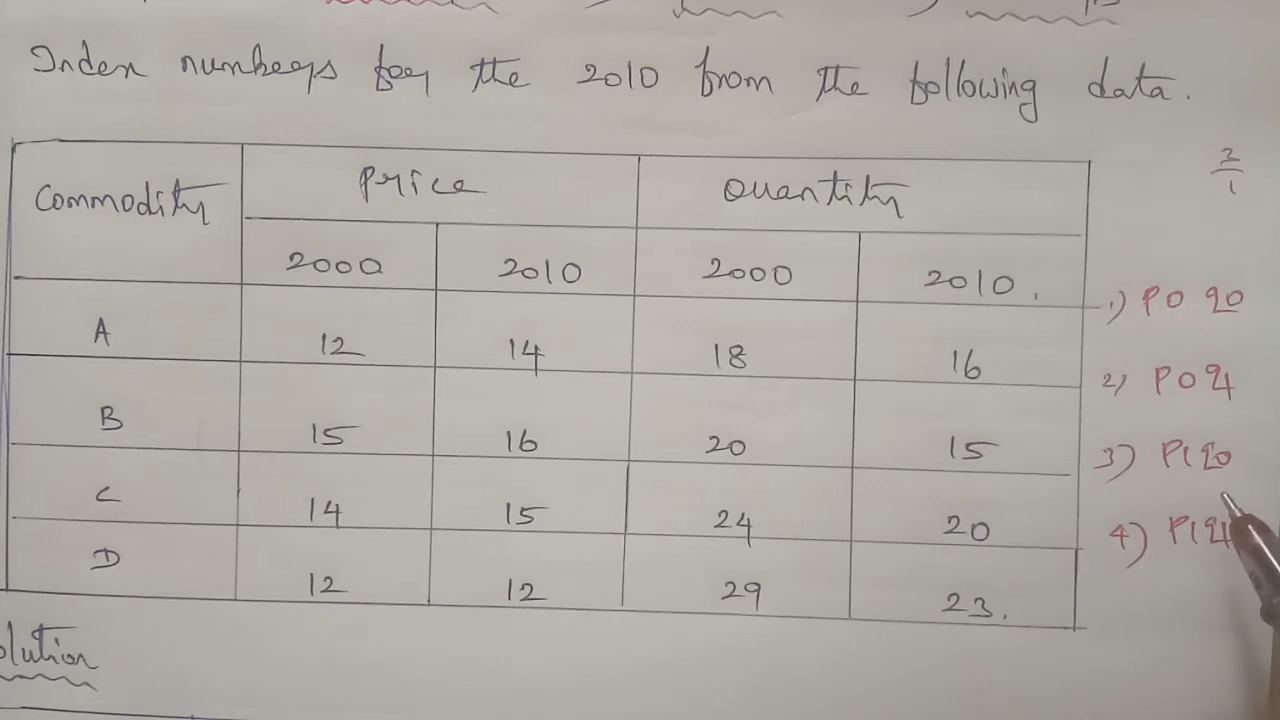 Index numbers for the 2010 from the following data.
Commodity Price Quantity
2000 2010 2000 2010.
A 12 14 18 16
B 15 16 20 15
C 14 15 24 20
D 12 12 29 23.
1) P0 q0
2) P0 q1
3) P1 q0
4) P1 q1
olution